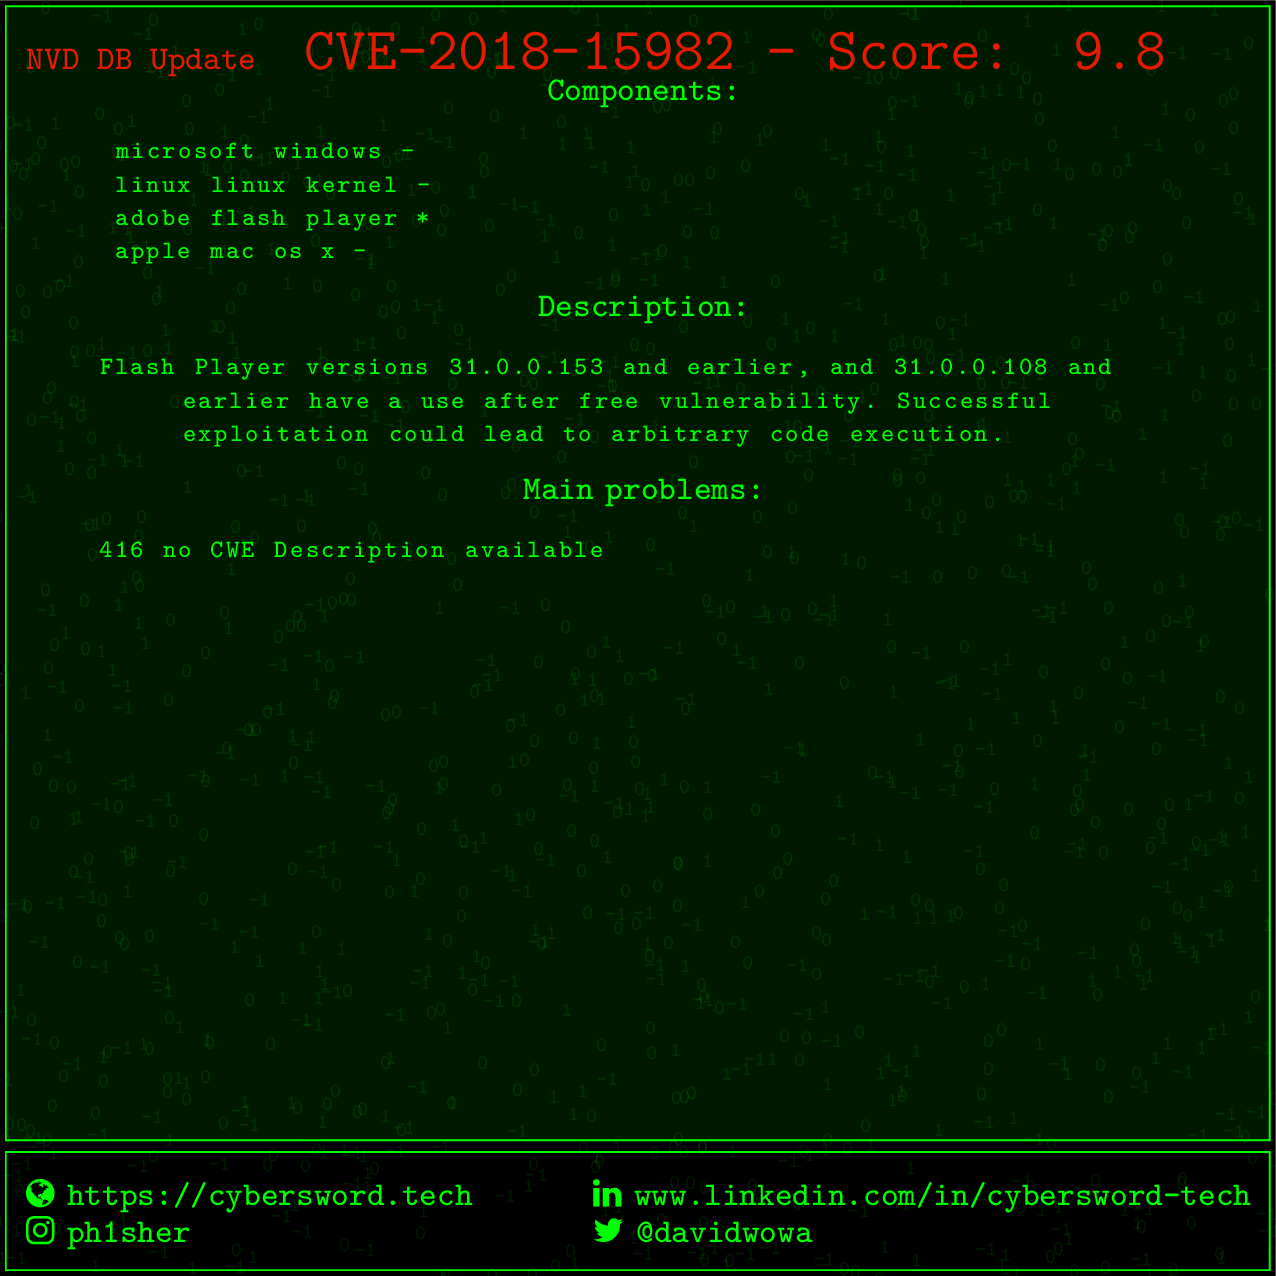 NVD DB Update CVE-2018-15982 - Score: 9.8
Components:
microsoft windows -
linux linux kernel -
adobe flash player *
apple mac os x -
Description:
Flash Player versions 31.0.0.153 and earlier, and 31.0.0.108 and
earlier have a use after free vulnerability. Successful
exploitation could lead to arbitrary code execution.
Main problems:
416 no CWE Description available
https://cybersword.tech
www.linkedin.com/in/cybersword-tech
ph1sher
@davidwowa